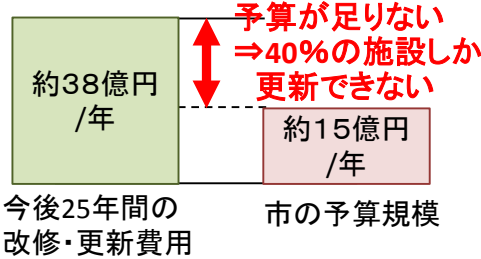 予算が足りない
⇒40％の施設しか
更新できない
約３８億円
/年
約１５億円
/年
今後25年間の
改修・更新費用
市の予算規模